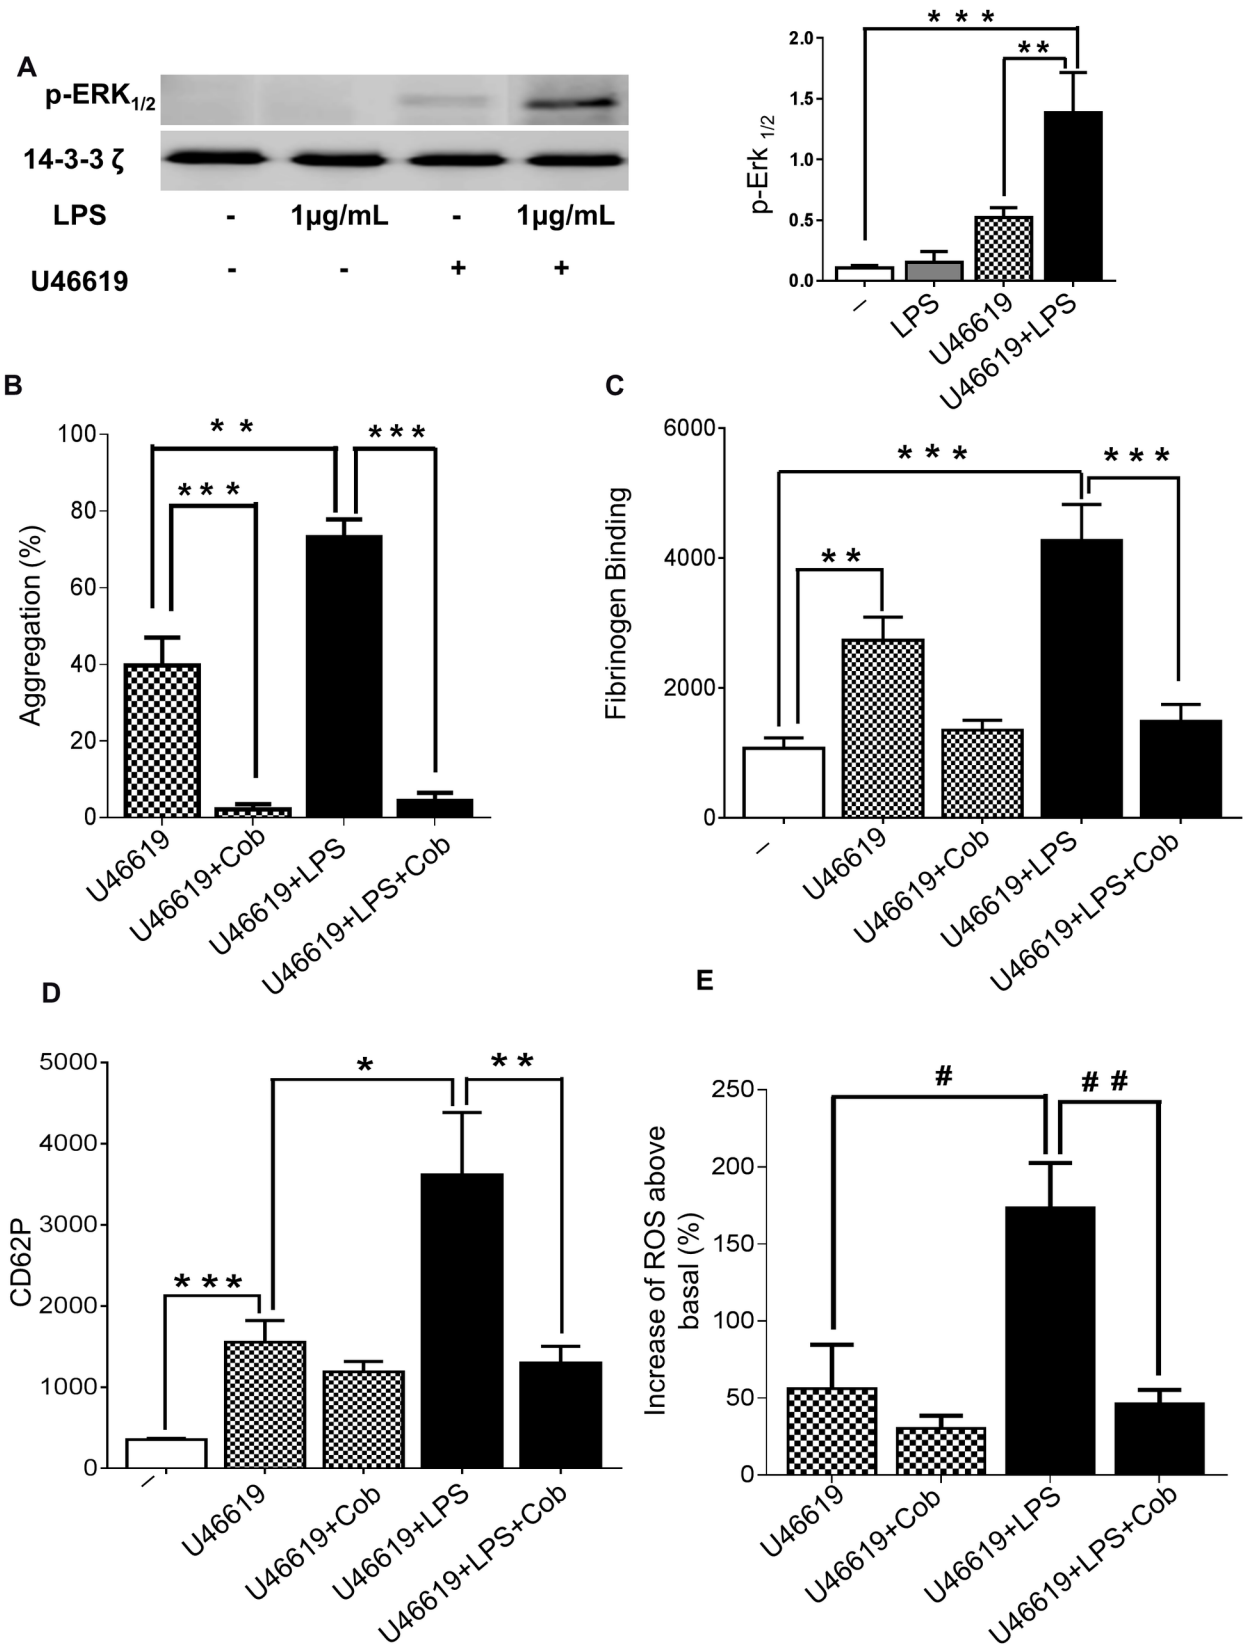 A
p-ERK1/2
14-3-3 ζ
LPS - 1µg/mL - 1µg/mL
U46619 - - + +
* * *
**
2.0
1.5
1.0
0.5
0.0
p-Erk 1/2
–
LPS
U46619
U46619+LPS
B
* *
***
***
100
80
60
40
20
0
Aggregation (%)
U46619
U46619+Cob
U46619+LPS
U46619+LPS+Cob
C
* * *
***
**
6000
4000
2000
0
Fibrinogen Binding
–
U46619
U46619+Cob
U46619+LPS
U46619+LPS+Cob
D
*
**
***
5000
4000
3000
2000
1000
0
CD62P
–
U46619
U46619+Cob
U46619+LPS
U46619+LPS+Cob
E
#
# #
250
200
150
100
50
0
Increase of ROS above
basal (%)
U46619
U46619+Cob
U46619+LPS
U46619+LPS+Cob